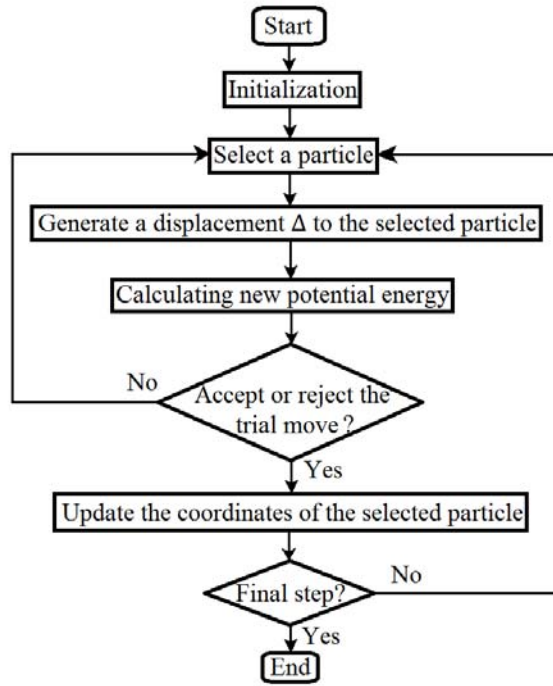 Start
Initialization
Select a particle
Generate a displacement Δ to the selected particle
Calculating new potential energy
No
Accept or reject the
trial move ?
Yes
Update the coordinates of the selected particle
No
Final step?
Yes
End